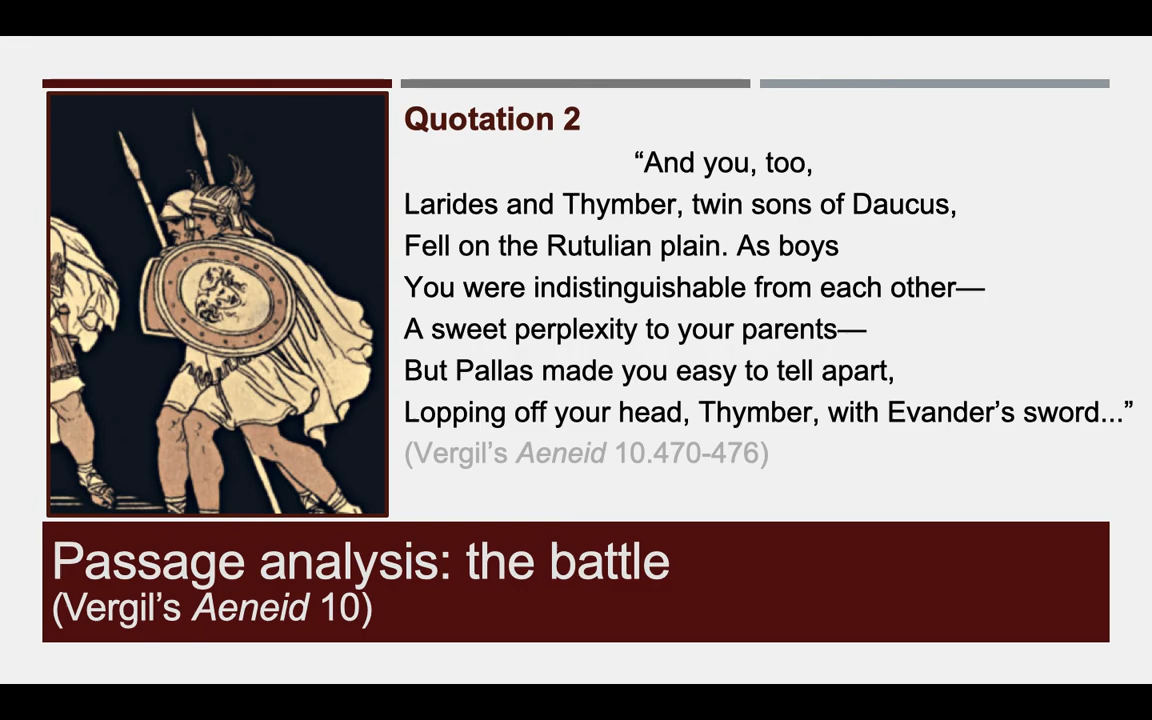 Quotation 2
“And you, too,
Larides and Thymber, twin sons of Daucus,
Fell on the Rutulian plain. As boys
You were indistinguishable from each other—
A sweet perplexity to your parents—
But Pallas made you easy to tell apart,
Lopping off your head, Thymber, with Evander’s sword...”
(Vergil’s Aeneid 10.470-476)
Passage analysis: the battle
(Vergil’s Aeneid 10)